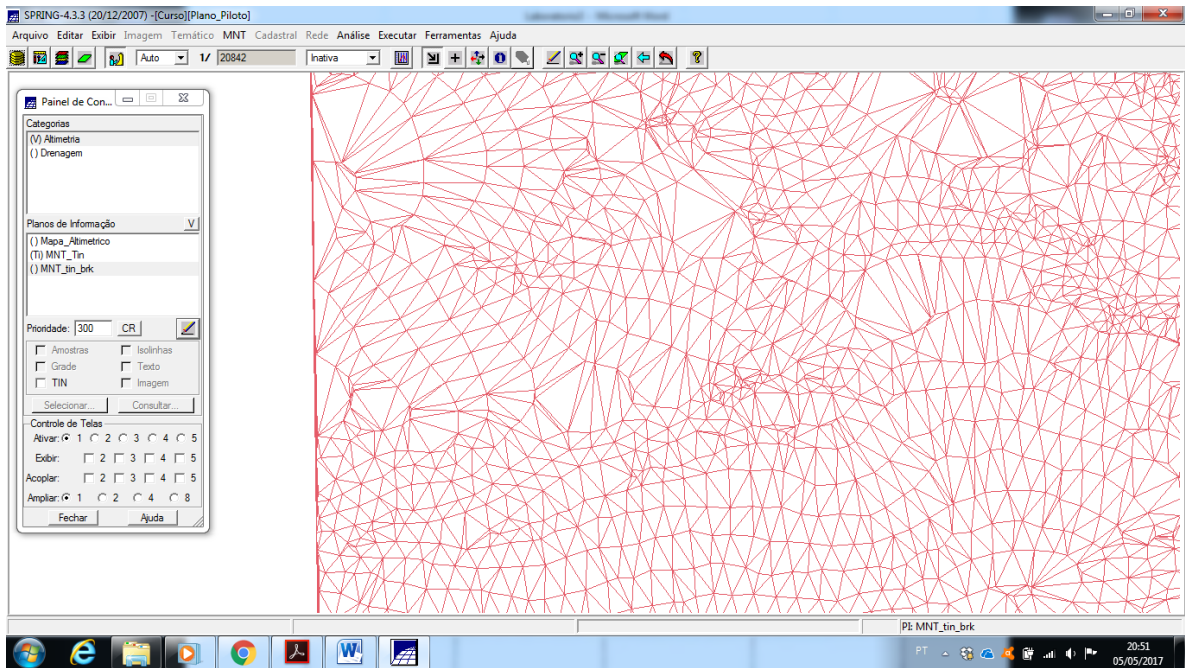 SPRING-4.3.3 (20/12/2007) -[Curso][Plano_Piloto]
Arquivo Editar Exibir Imagem Temático MNT Cadastral Rede Análise Executar Ferramentas Ajuda
Auto 1/ 20842 Inativa
Painel de Con...
Categorias
(V) Altimetria
( ) Drenagem
Planos de Informação V
( ) Mapa_Altimetrico
(Ti) MNT_Tin
( ) MNT_tin_brk
Prioridade: 300 CR
Amostras Isolinhas
Grade Texto
TIN Imagem
Selecionar... Consultar...
Controle de Telas
Ativar: 1 2 3 4 5
Exibir: 2 3 4 5
Acoplar: 2 3 4 5
Ampliar: 1 2 4 8
Fechar Ajuda
PI: MNT_tin_brk
PT 20:51
05/05/2017